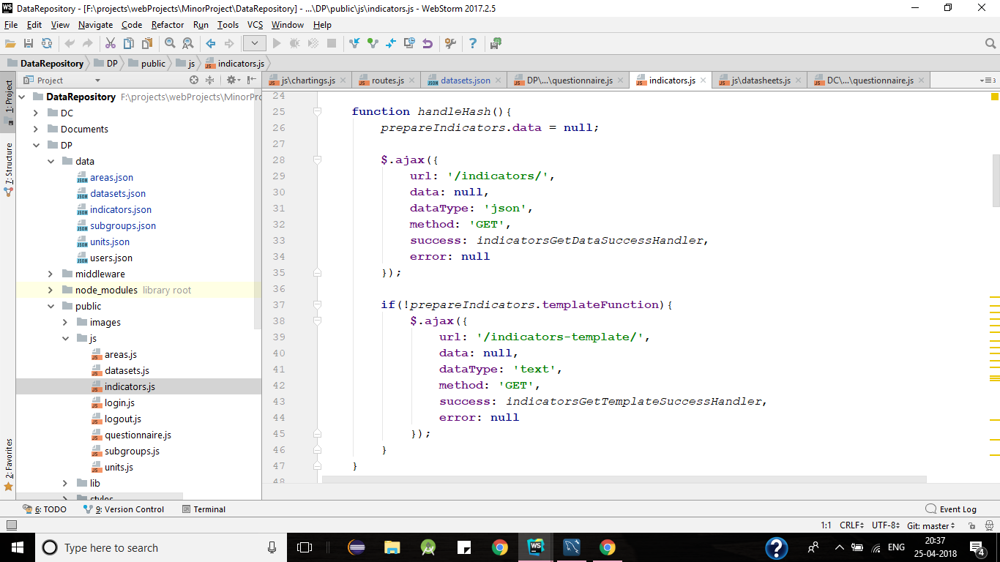 DataRepository - [F:\projects\webProjects\MinorProject\DataRepository] - ...\DP\public\js\indicators.js - WebStorm 2017.2.5
File Edit View Navigate Code Refactor Run Tools VCS Window Help
DataRepository DP public js indicators.js
Project js\chartings.js routes.js datasets.json DP\...\questionnaire.js indicators.js js\datasheets.js DC\...\questionnaire.js 3
1: Project
7: Structure
2: Favorites
DataRepository F:\projects\webProjects\MinorPr
DC
Documents
DP
data
areas.json
datasets.json
indicators.json
subgroups.json
units.json
users.json
middleware
node_modules library root
public
images
js
areas.js
datasets.js
indicators.js
login.js
logout.js
questionnaire.js
subgroups.js
units.js
lib
styles
24
25 function handleHash(){
26 prepareIndicators.data = null;
27
28 $.ajax({
29 url: '/indicators/',
30 data: null,
31 dataType: 'json',
32 method: 'GET',
33 success: indicatorsGetDataSuccessHandler,
34 error: null
35 });
36
37 if(!prepareIndicators.templateFunction){
38 $.ajax({
39 url: '/indicators-template/',
40 data: null,
41 dataType: 'text',
42 method: 'GET',
43 success: indicatorsGetTemplateSuccessHandler,
44 error: null
45 });
46 }
47 }
48
6: TODO 9: Version Control Terminal Event Log
1:1 CRLF UTF-8 Git: master
Type here to search ENG 20:37
25-04-2018 4